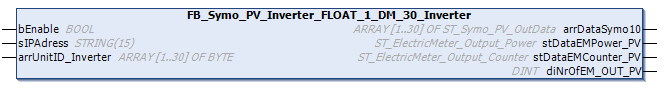 FB_Symo_PV_Inverter_FLOAT_1_DM_30_Inverter
bEnable BOOL ARRAY [1..30] OF ST_Symo_PV_OutData arrDataSymo10
sIPAdress STRING(15) ST_ElectricMeter_Output_Power stDataEMPower_PV
arrUnitID_Inverter ARRAY [1..30] OF BYTE ST_ElectricMeter_Output_Counter stDataEMCounter_PV
DINT diNrOfEM_OUT_PV